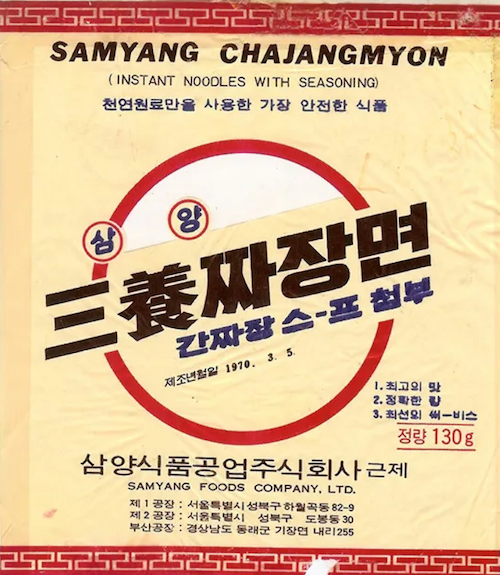 SAMYANG CHAJANGMYON
(INSTANT NOODLES WITH SEASONING)
천연원료만을 사용한 가장 안전한 식품
삼 양
三養짜장면
간짜장 스-프 첨부
제조년월일 1970. 3. 5.
1. 최고의 맛
2. 정확한 량
3. 최선의 써-비스
정량 130g
삼양식품공업주식회사 근제
SAMYANG FOODS COMPANY, LTD.
제1공장 : 서울특별시 성북구 하월곡동 82-9
제2공장 : 서울특별시 성북구 도봉동 30
부산공장 : 경상남도 동래군 기장면 내리 255